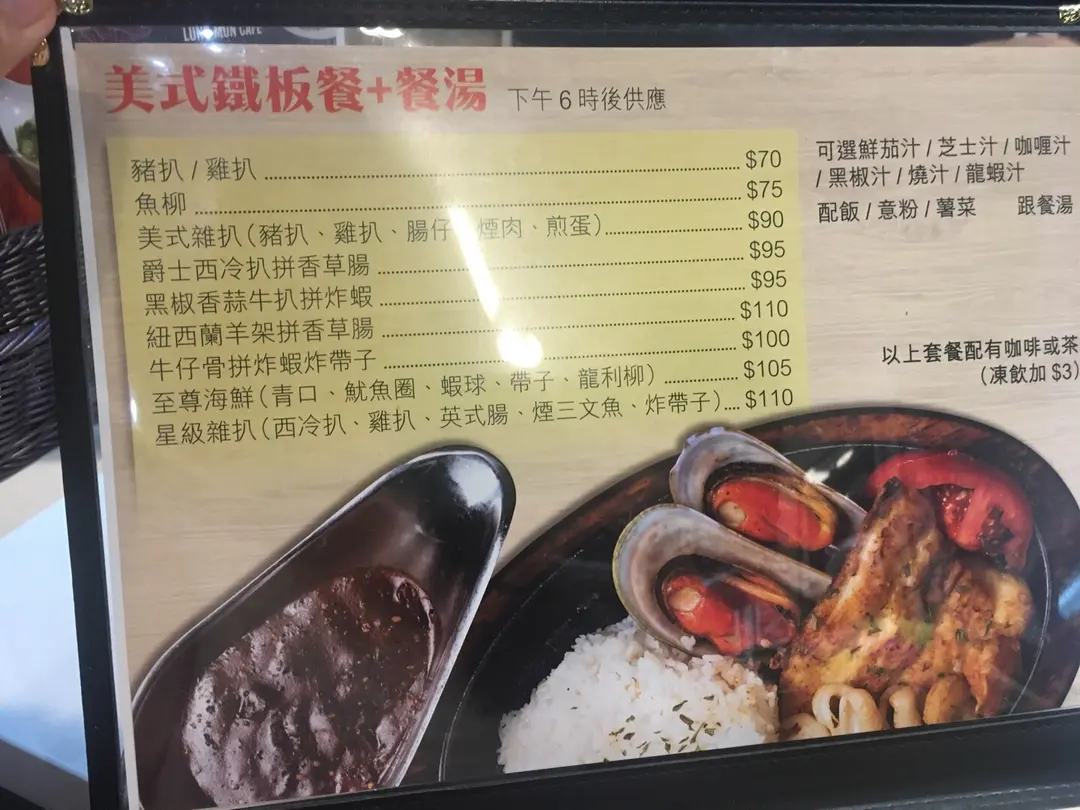 LUNG MUN CAFE
美式鐵板餐+餐湯 下午6時後供應
豬扒 / 雞扒 $70
魚柳 $75
美式雜扒(豬扒、雞扒、腸仔 煙肉、煎蛋) $90
爵士西冷扒拼香草腸 $95
黑椒香蒜牛扒拼炸蝦 $95
紐西蘭羊架拼香草腸 $110
牛仔骨拼炸蝦炸帶子 $100
至尊海鮮(青口、魷魚圈、蝦球、帶子、龍利柳) $105
星級雜扒(西冷扒、雞扒、英式腸、煙三文魚、炸帶子) $110
可選鮮茄汁 / 芝士汁 / 咖喱汁
/ 黑椒汁 / 燒汁 / 龍蝦汁
配飯 / 意粉 / 薯菜 跟餐湯
以上套餐配有咖啡或茶
(凍飲加 $3)